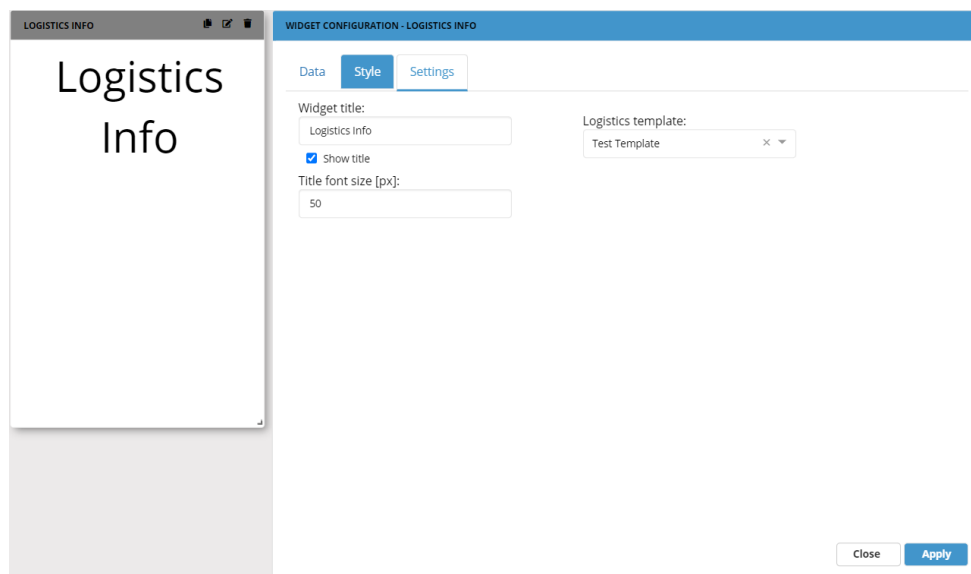 LOGISTICS INFO
Logistics
Info
WIDGET CONFIGURATION - LOGISTICS INFO
Data Style Settings
Widget title:
Logistics Info
Show title
Title font size [px]:
50
Logistics template:
Test Template
Close Apply